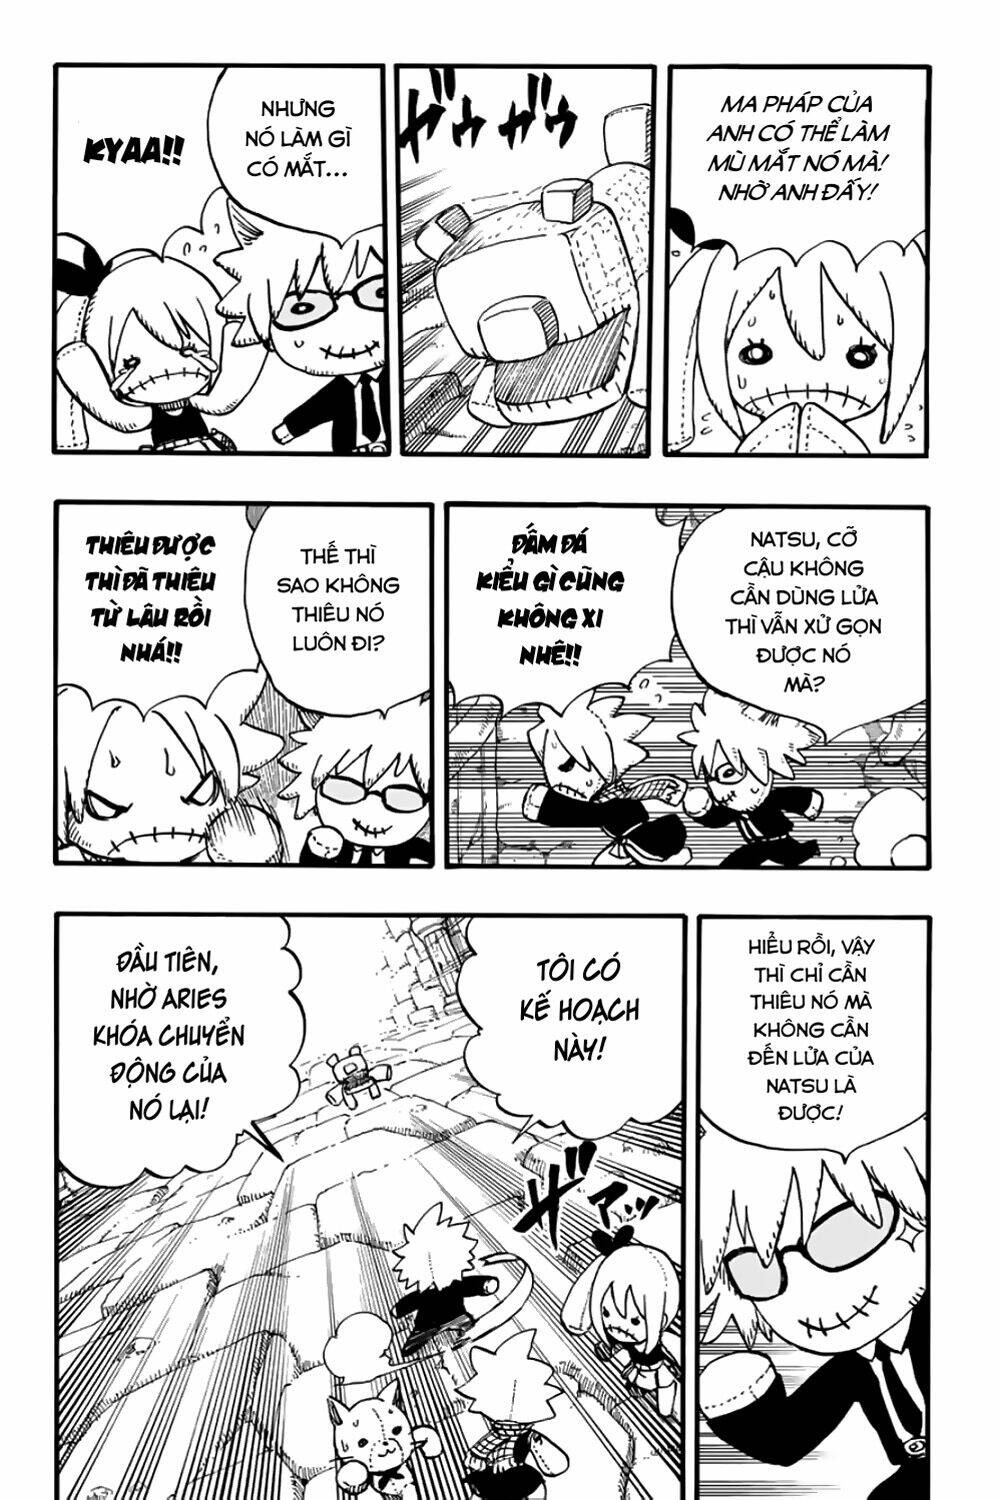 MA PHÁP CỦA
ANH CÓ THỂ LÀM
MÙ MẮT NÓ MÀ!
NHỜ ANH ĐẤY!
NHƯNG
NÓ LÀM GÌ
CÓ MẮT...
KYAA!!
NATSU, CỠ
CẬU KHÔNG
CẦN DÙNG LỬA
THÌ VẪN XỬ GỌN
ĐƯỢC NÓ
MÀ?
ĐẤM ĐÁ
KIỂU GÌ CŨNG
KHÔNG XI
NHÊ!!
THẾ THÌ
SAO KHÔNG
THIÊU NÓ
LUÔN ĐI?
THIÊU ĐƯỢC
THÌ ĐÃ THIÊU
TỪ LÂU RỒI
NHÁ!!
HIỂU RỒI, VẬY
THÌ CHỈ CẦN
THIÊU NÓ MÀ
KHÔNG CẦN
ĐẾN LỬA CỦA
NATSU LÀ
ĐƯỢC!
TÔI CÓ
KẾ HOẠCH
NÀY!
ĐẦU TIÊN,
NHỜ ARIES
KHÓA CHUYỂN
ĐỘNG CỦA
NÓ LẠI!